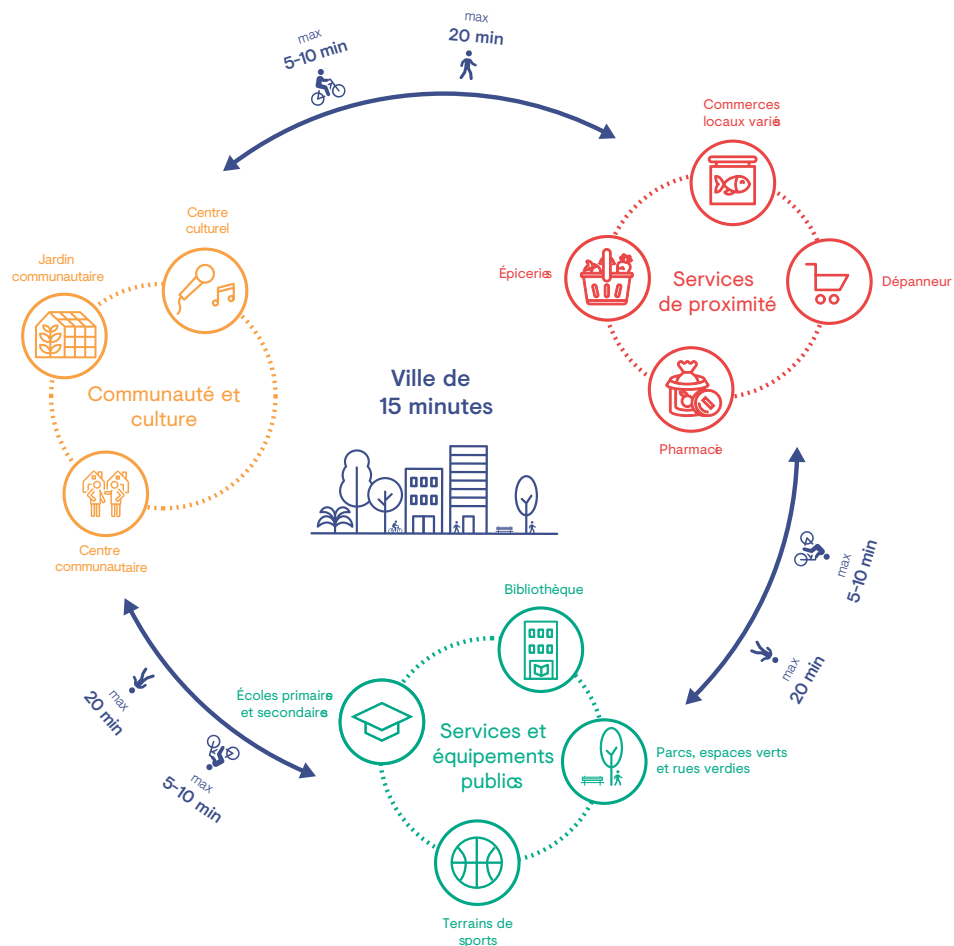 max
5-10 min
max
20 min
Commerces
locaux variés
Centre
culturel
Jardin
communautaire
Épiceries
Services
de proximité
Dépanneur
Communauté et
culture
Ville de
15 minutes
Pharmacie
Centre
communautaire
max
5-10 min
max
20 min
Bibliothèque
max
20 min
max
5-10 min
Écoles primaires
et secondaires
Services et
équipements
publics
Parcs, espaces verts
et rues verdies
Terrains de
sports